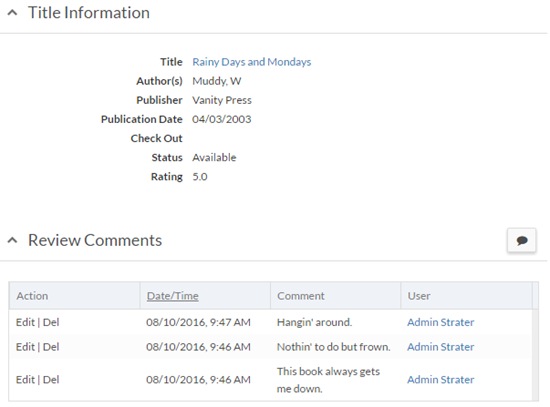 Title Information
Title Rainy Days and Mondays
Author(s) Muddy, W
Publisher Vanity Press
Publication Date 04/03/2003
Check Out
Status Available
Rating 5.0
Review Comments
Action Date/Time Comment User
Edit | Del 08/10/2016, 9:47 AM Hangin' around. Admin Strater
Edit | Del 08/10/2016, 9:46 AM Nothin' to do but frown. Admin Strater
Edit | Del 08/10/2016, 9:46 AM This book always gets
me down. Admin Strater